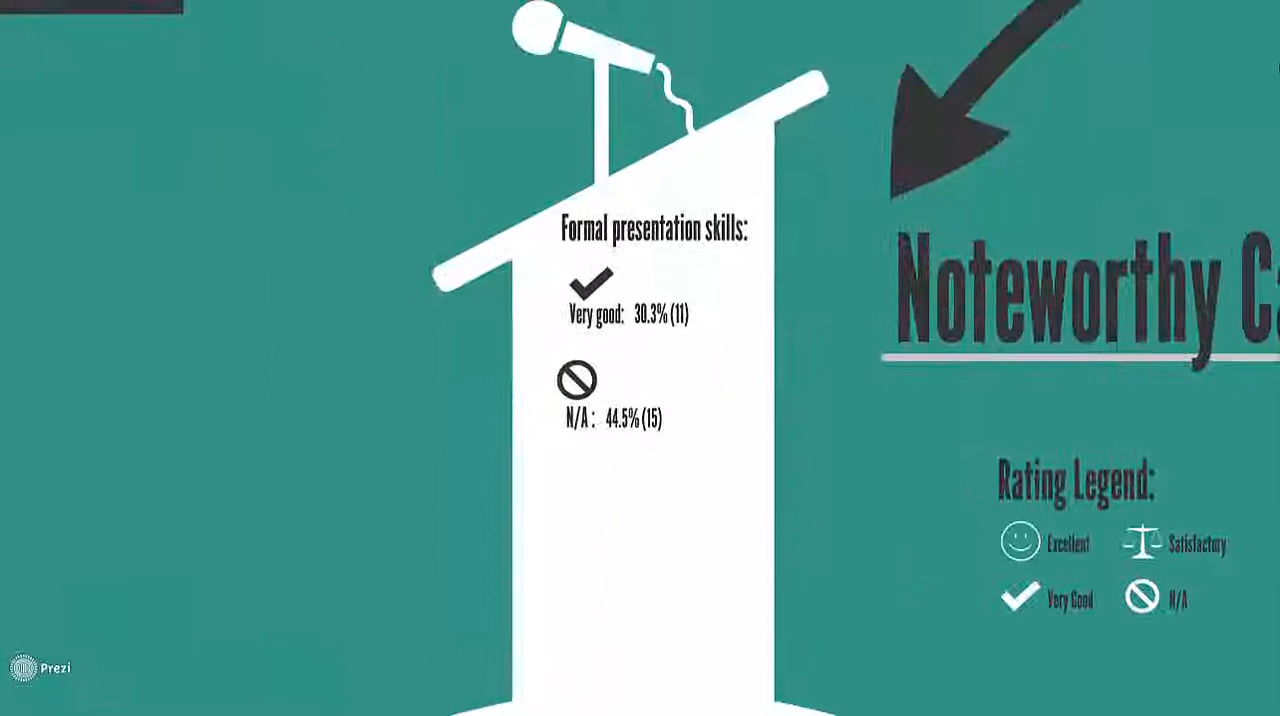 Formal presentation skills:
Very good: 30.3% (11)
N/A : 44.5% (15)
Noteworthy
Rating Legend:
Excellent
Satisfactory
Very Good
N/A
Prezi